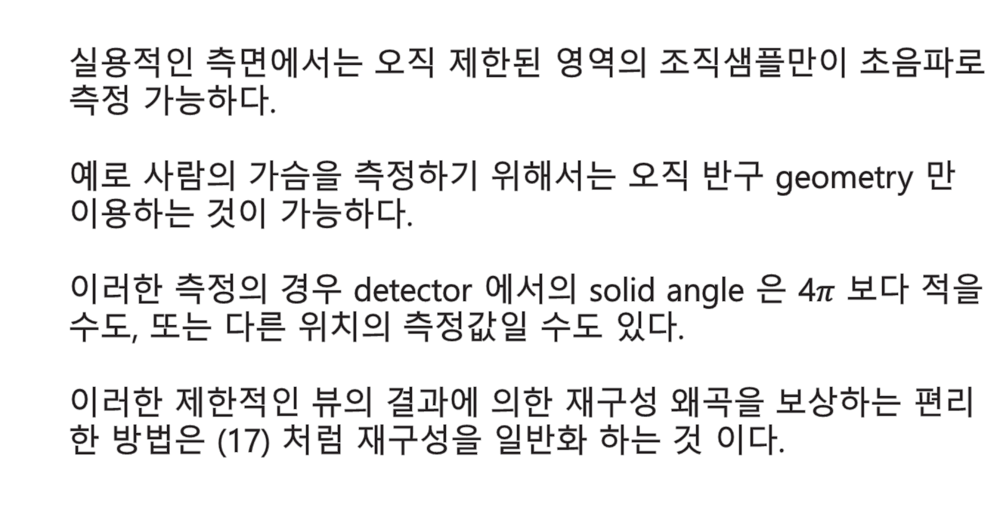 실용적인 측면에서는 오직 제한된 영역의 조직샘플만이 초음파로
측정 가능하다.
예로 사람의 가슴을 측정하기 위해서는 오직 반구 geometry 만
이용하는 것이 가능하다.
이러한 측정의 경우 detector 에서의 solid angle 은 4𝜋 보다 적을
수도, 또는 다른 위치의 측정값일 수도 있다.
이러한 제한적인 뷰의 결과에 의한 재구성 왜곡을 보상하는 편리
한 방법은 (17) 처럼 재구성을 일반화 하는 것 이다.